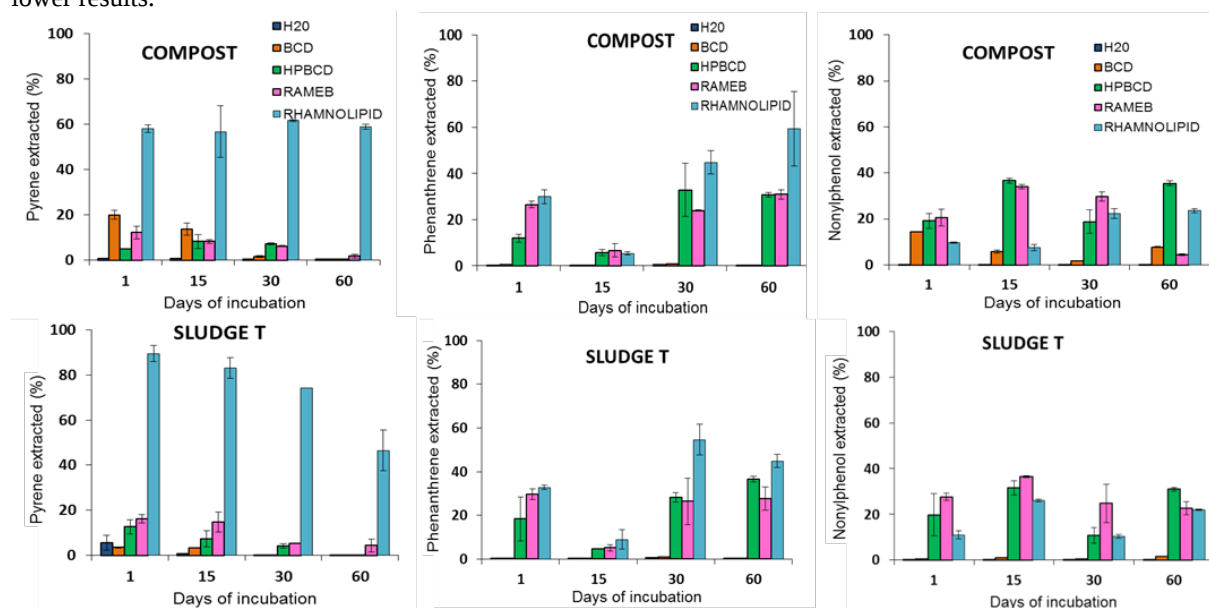 lower results.
COMPOST
H20
BCD
HPBCD
RAMEB
RHAMNOLIPID
Pyrene extracted (%)
100
80
60
40
20
0
1 15 30 60
Days of incubation
COMPOST
H20
BCD
HPBCD
RAMEB
RHAMNOLIPID
Phenanthrene extracted (%)
100
80
60
40
20
0
1 15 30 60
Days of incubation
COMPOST
H20
BCD
HPBCD
RAMEB
RHAMNOLIPID
Nonylphenol extracted (%)
100
80
60
40
20
0
1 15 30 60
Days of incubation
SLUDGE T
Pyrene extracted (%)
100
80
60
40
20
0
1 15 30 60
Days of incubation
SLUDGE T
Phenanthrene extracted (%)
100
80
60
40
20
0
1 15 30 60
Days of incubation
SLUDGE T
Nonylphenol extracted (%)
100
80
60
40
20
0
1 15 30 60
Days of incubation